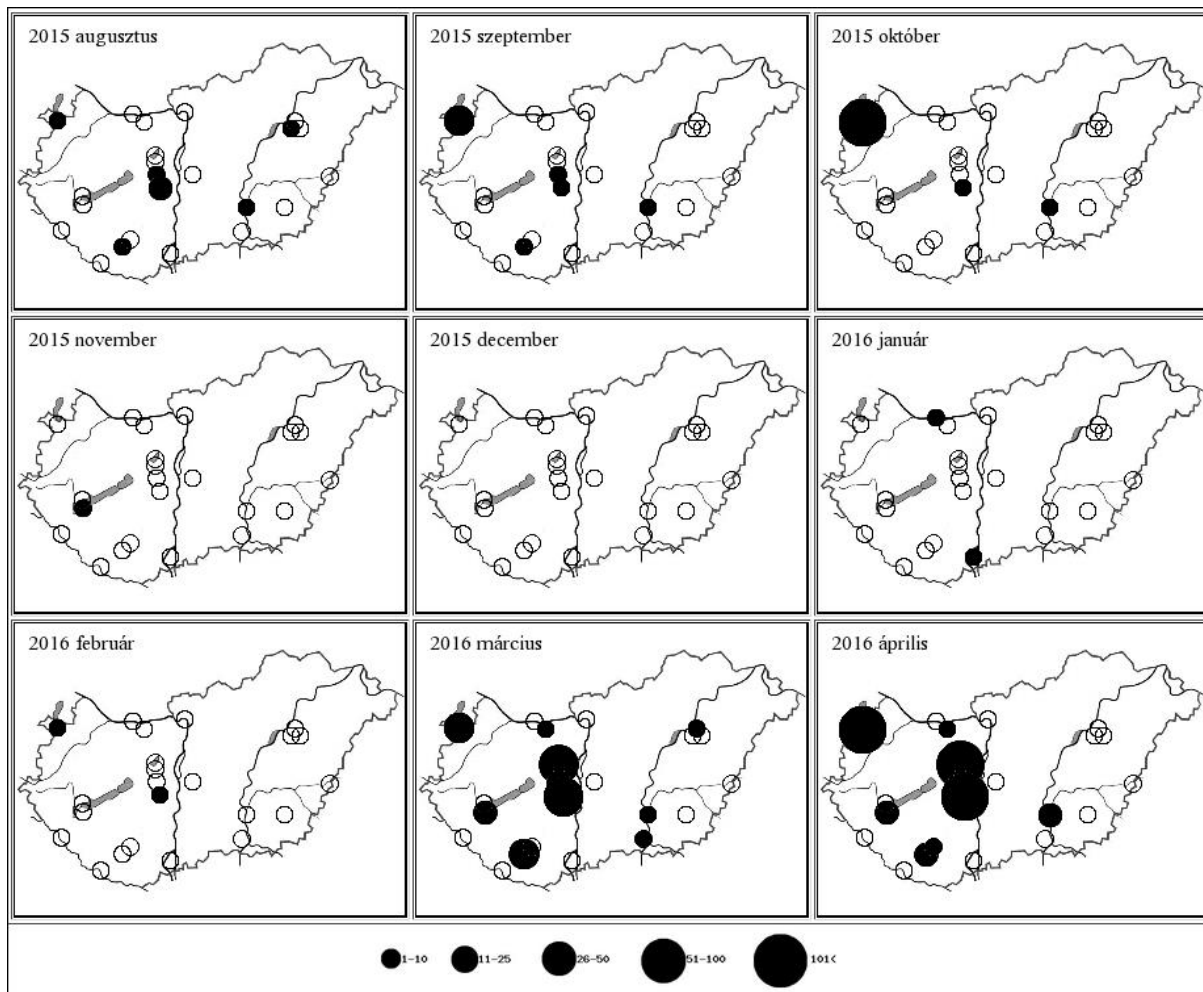 2015 augusztus
2015 szeptember
2015 október
2015 november
2015 december
2016 január
2016 február
2016 március
2016 április
1-10
11-25
26-50
51-100